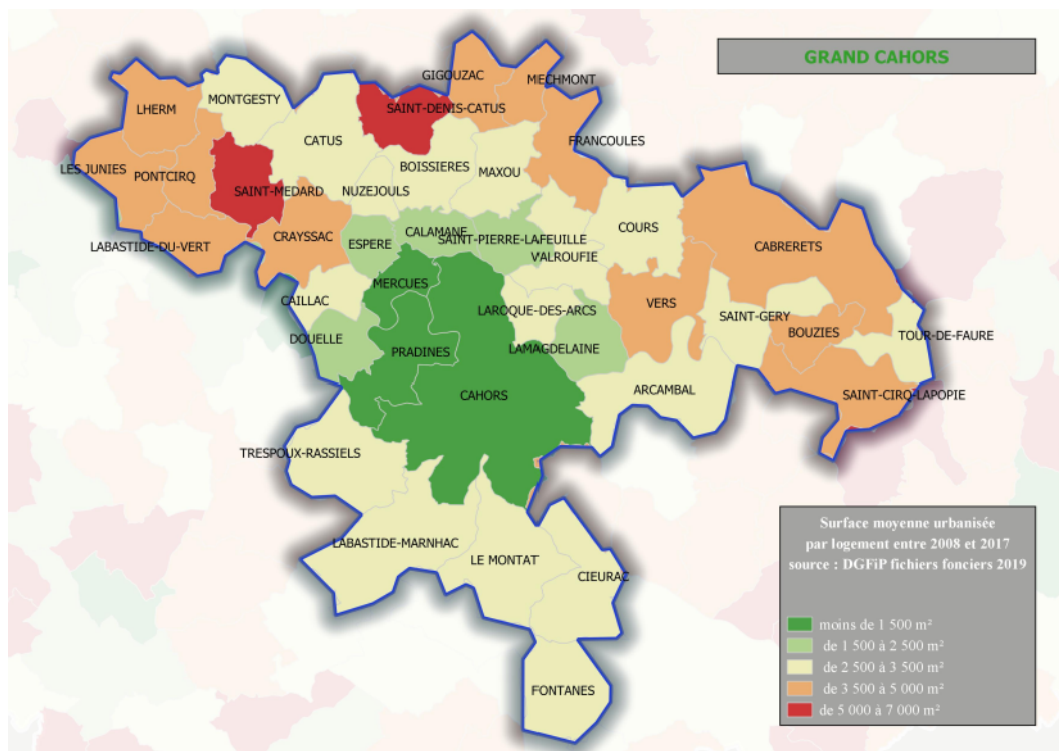 GRAND CAHORS
GIGOUZAC
MECHMONT
MONTGESTY
LHERM
SAINT-DENIS-CATUS
CATUS
FRANCOULES
BOISSIERES
LES JUNIES
PONTCIRQ
MAXOU
SAINT-MEDARD
NUZEJOULS
COURS
CALAMANE
CRAYSSAC
SAINT-PIERRE-LAFEUILLE
LABASTIDE-DU-VERT
ESPERE
CABRERETS
VALROUFIE
MERCUES
CAILLAC
VERS
LAROQUE-DES-ARCS
SAINT-GERY
BOUZIES
DOUELLE
TOUR-DE-FAURE
LAMAGDELAINE
PRADINES
ARCAMBAL
CAHORS
SAINT-CIRQ-LAPOPIE
TRESPOUX-RASSIELS
LABASTIDE-MARNHAC
LE MONTAT
CIEURAZ
FONTANES
Surface moyenne urbanisée
par logement entre 2008 et 2017
source : DGFiP fichiers fonciers 2019
moins de 1 500 m²
de 1 500 à 2 500 m²
de 2 500 à 3 500 m²
de 3 500 à 5 000 m²
de 5 000 à 7 000 m²